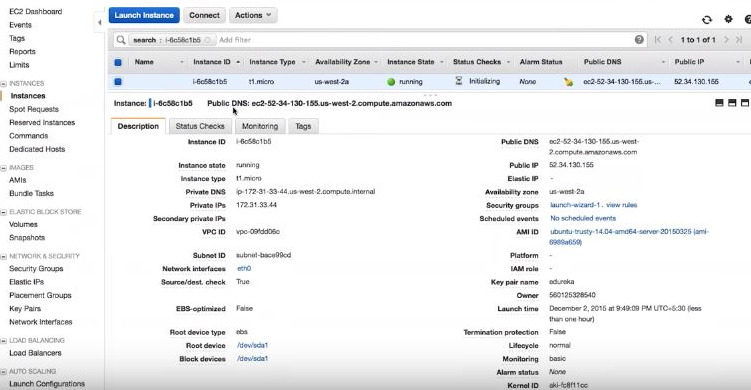 EC2 Dashboard
Events
Tags
Reports
Limits
INSTANCES
Instances
Spot Requests
Reserved Instances
Commands
Dedicated Hosts
IMAGES
AMIs
Bundle Tasks
ELASTIC BLOCK STORE
Volumes
Snapshots
NETWORK & SECURITY
Security Groups
Elastic IPs
Placement Groups
Key Pairs
Network Interfaces
LOAD BALANCING
Load Balancers
AUTO SCALING
Launch Configurations
Launch Instance Connect Actions
search : i-6c58c1b5 Add filter 1 to 1 of 1
Name Instance ID Instance Type Availability Zone Instance State Status Checks Alarm Status Public DNS Public IP
i-6c58c1b5 t1.micro us-west-2a running Initializing None ec2-52-34-130-155.us-... 52.34.130.155
Instance: i-6c58c1b5 Public DNS: ec2-52-34-130-155.us-west-2.compute.amazonaws.com
Description Status Checks Monitoring Tags
Instance ID i-6c58c1b5 Public DNS ec2-52-34-130-155.us-west-
2.compute.amazonaws.com
Instance state running Public IP 52.34.130.155
Instance type t1.micro Elastic IP -
Private DNS ip-172-31-33-44.us-west-2.compute.internal Availability zone us-west-2a
Private IPs 172.31.33.44 Security groups launch-wizard-1. view rules
Secondary private IPs Scheduled events No scheduled events
VPC ID vpc-09fdd06c AMI ID ubuntu-trusty-14.04-amd64-server-20150325 (ami-
6989a659)
Subnet ID subnet-bace99cd Platform -
Network interfaces eth0 IAM role -
Source/dest. check True Key pair name edureka
Owner 560125328540
EBS-optimized False Launch time December 2, 2015 at 9:49:09 PM UTC+5:30 (less
than one hour)
Root device type ebs Termination protection False
Root device /dev/sda1 Lifecycle normal
Block devices /dev/sda1 Monitoring basic
Alarm status None
Kernel ID aki-fc8f11cc